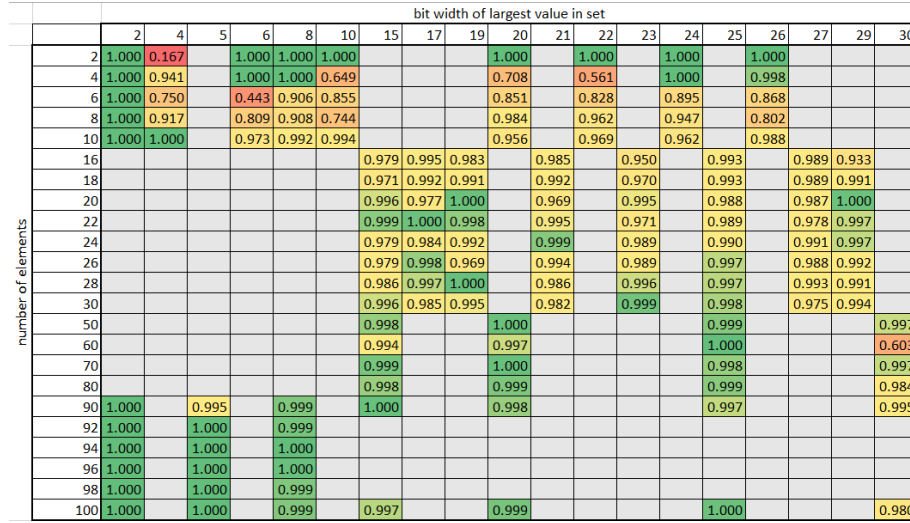 bit width of largest value in set
2 4 5 6 8 10 15 17 19 20 21 22 23 24 25 26 27 29 30
number of elements
2 1.000 0.167 1.000 1.000 1.000 1.000 1.000 1.000 1.000
4 1.000 0.941 1.000 1.000 0.649 0.708 0.561 1.000 0.998
6 1.000 0.750 0.443 0.906 0.855 0.851 0.828 0.895 0.868
8 1.000 0.917 0.809 0.908 0.744 0.984 0.962 0.947 0.802
10 1.000 1.000 0.973 0.992 0.994 0.956 0.969 0.962 0.988
16 0.979 0.995 0.983 0.985 0.950 0.993 0.989 0.933
18 0.971 0.992 0.991 0.992 0.970 0.993 0.989 0.991
20 0.996 0.977 1.000 0.969 0.995 0.988 0.987 1.000
22 0.999 1.000 0.998 0.995 0.971 0.989 0.978 0.997
24 0.979 0.984 0.992 0.999 0.989 0.990 0.991 0.997
26 0.979 0.998 0.969 0.994 0.989 0.997 0.988 0.992
28 0.986 0.997 1.000 0.986 0.996 0.997 0.993 0.991
30 0.996 0.985 0.995 0.982 0.999 0.998 0.975 0.994
50 0.998 1.000 0.999 0.997
60 0.994 0.997 1.000 0.603
70 0.999 1.000 0.998 0.997
80 0.998 0.999 0.999 0.984
90 1.000 0.995 0.999 1.000 0.998 0.997 0.995
92 1.000 1.000 0.999
94 1.000 1.000 1.000
96 1.000 1.000 1.000
98 1.000 1.000 0.999
100 1.000 1.000 0.999 0.997 0.999 1.000 0.980